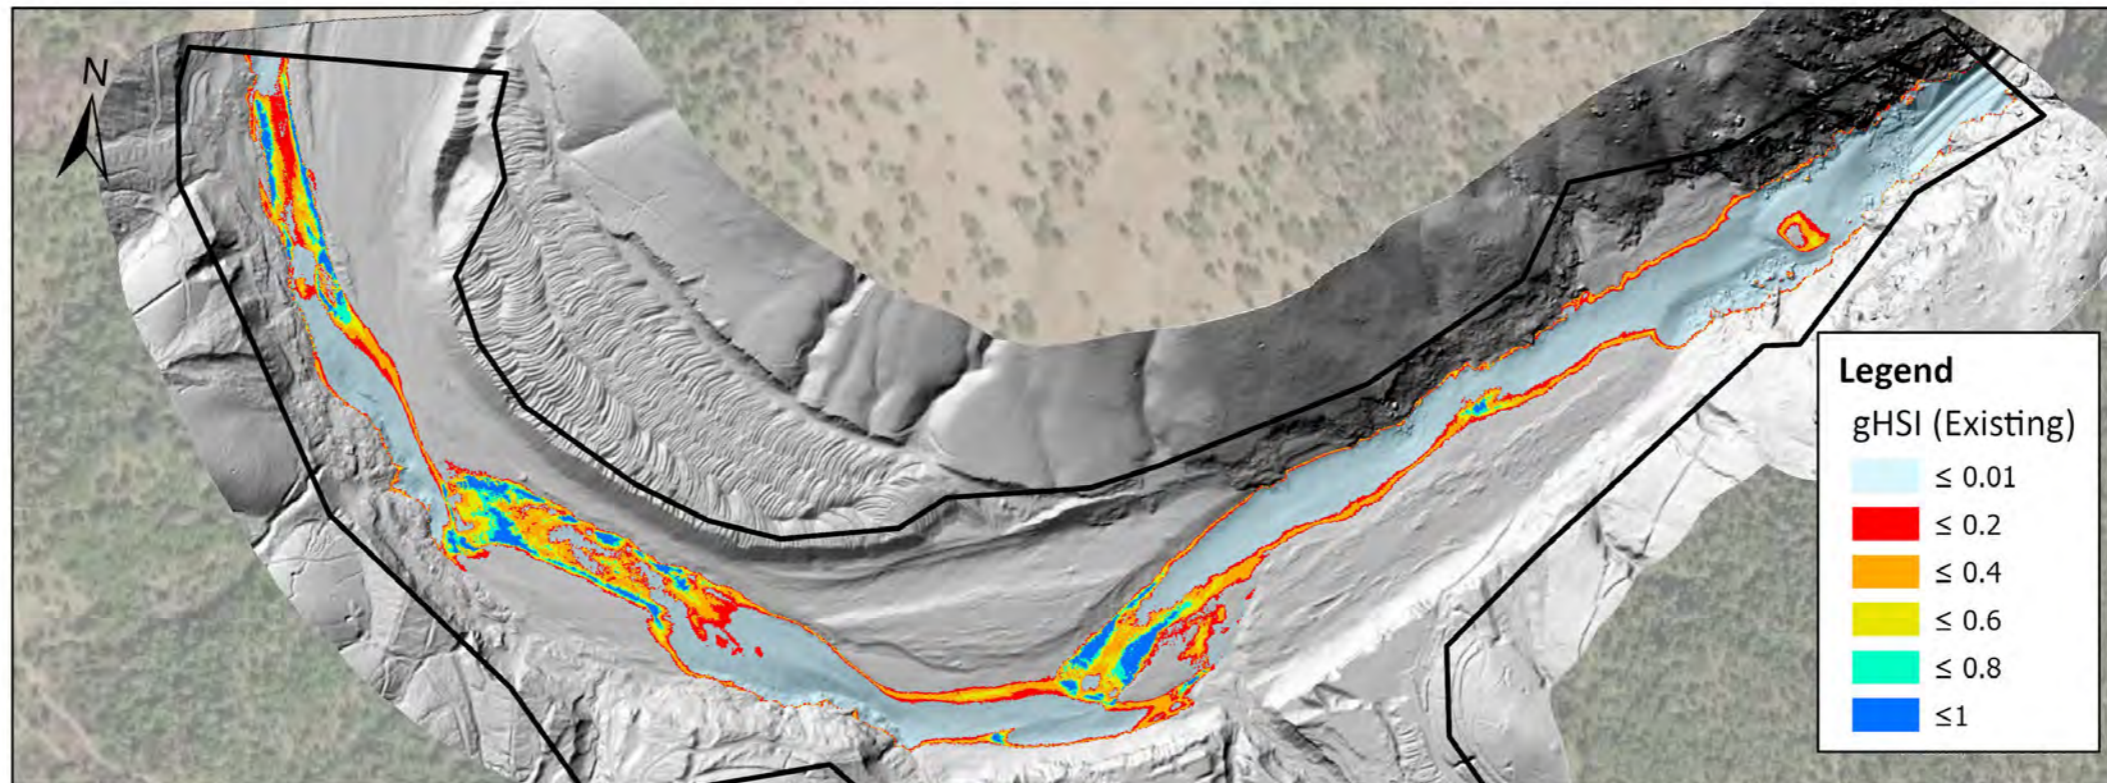 N
Legend
gHSI (Existing)
≤ 0.01
≤ 0.2
≤ 0.4
≤ 0.6
≤ 0.8
≤1